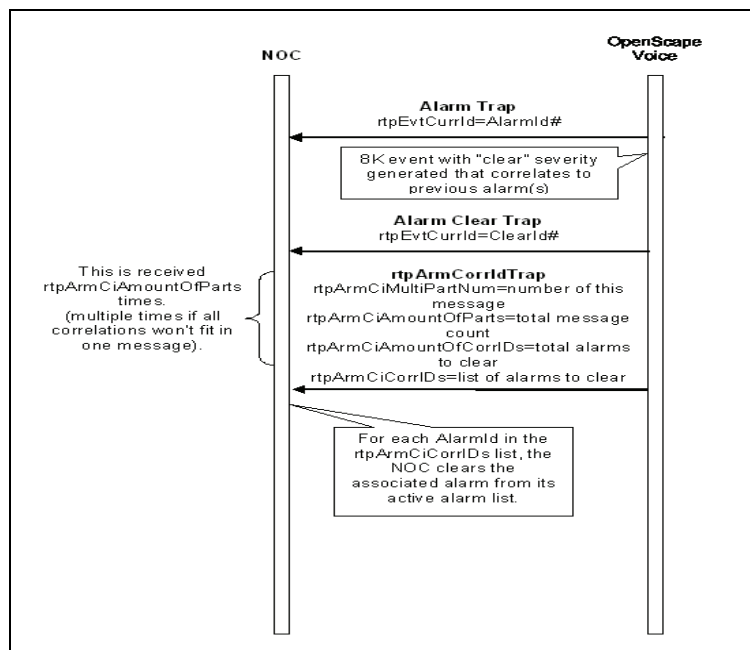 NOC
OpenScape
Voice
Alarm Trap
rtpEvtCurrId=AlarmId#
8K event with "clear" severity
generated that correlates to
previous alarm(s)
Alarm Clear Trap
rtpEvtCurrId=ClearId#
This is received
rtpArmCiAmountOfParts
times.
(multiple times if all
correlations won't fit in
one message).
rtpArmCorrIdTrap
rtpArmCiMultiPartNum=number of this
message
rtpArmCiAmountOfParts=total message
count
rtpArmCiAmountOfCorrIDs=total alarms
to clear
rtpArmCiCorrIDs=list of alarms to clear
For each AlarmId in the
rtpArmCiCorrIDs list, the
NOC clears the
associated alarm from its
active alarm list.